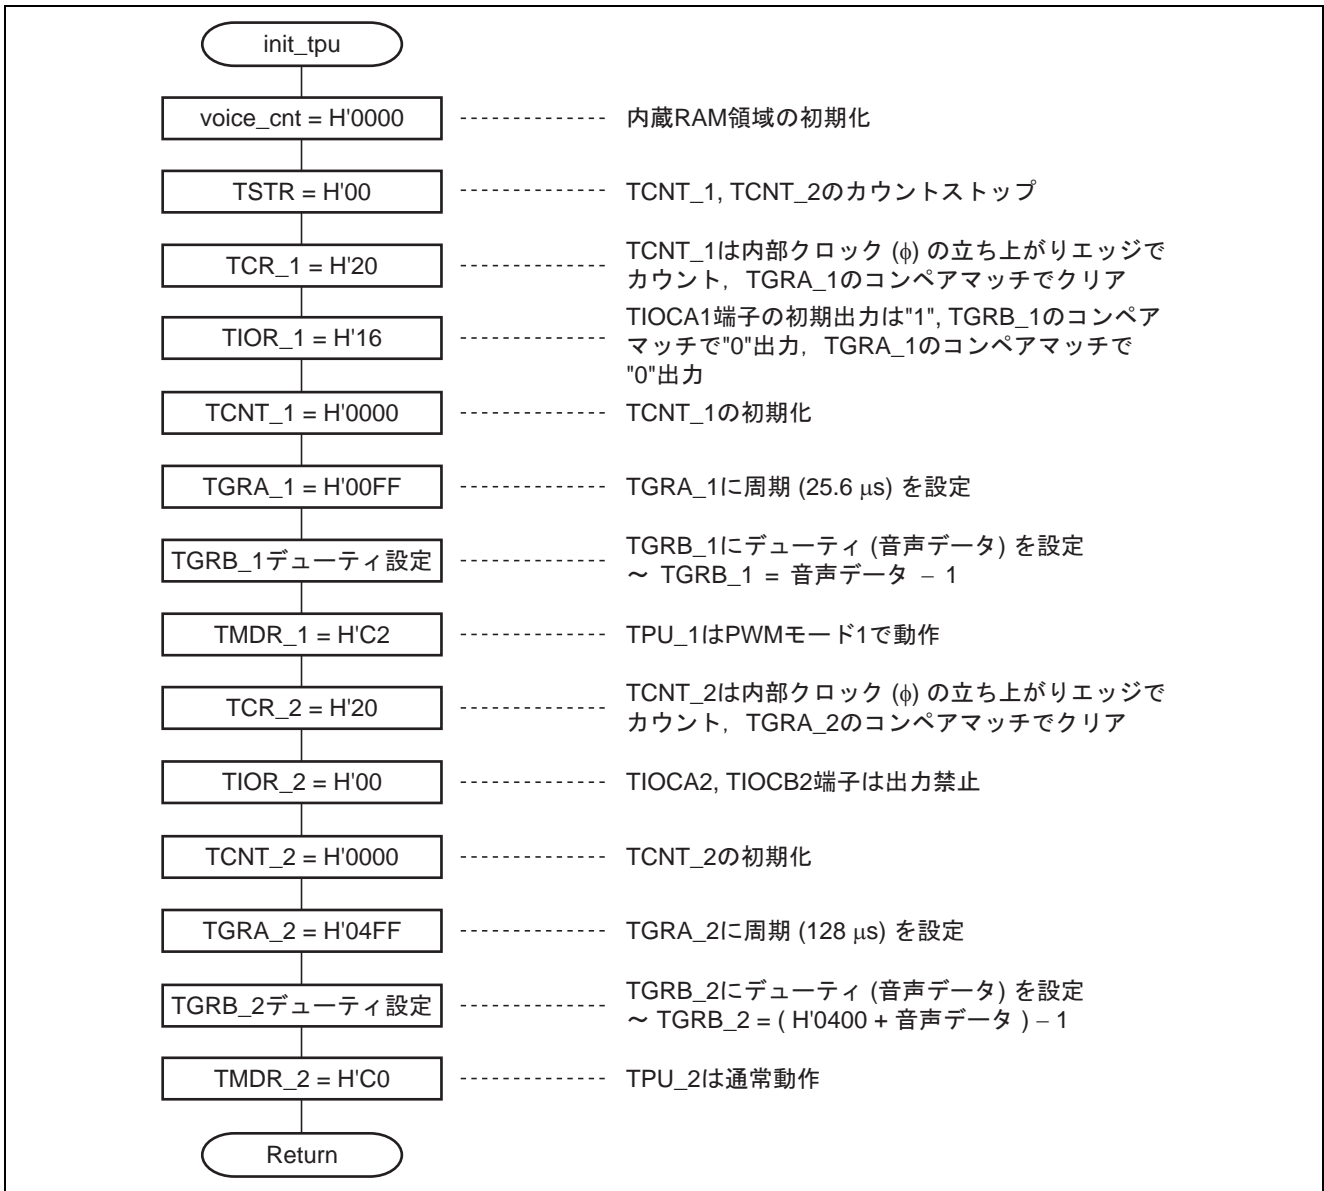 init_tpu
voice_cnt = H'0000
内蔵RAM領域の初期化
TSTR = H'00
TCNT_1, TCNT_2のカウントストップ
TCR_1 = H'20
TCNT_1は内部クロック (φ) の立ち上がりエッジで
カウント，TGRA_1のコンペアマッチでクリア
TIOR_1 = H'16
TIOCA1端子の初期出力は"1", TGRB_1のコンペア
マッチで"0"出力，TGRA_1のコンペアマッチで
"0"出力
TCNT_1 = H'0000
TCNT_1の初期化
TGRA_1 = H'00FF
TGRA_1に周期 (25.6 μs) を設定
TGRB_1デューティ設定
TGRB_1にデューティ (音声データ) を設定
～ TGRB_1 = 音声データ － 1
TMDR_1 = H'C2
TPU_1はPWMモード1で動作
TCR_2 = H'20
TCNT_2は内部クロック (φ) の立ち上がりエッジで
カウント，TGRA_2のコンペアマッチでクリア
TIOR_2 = H'00
TIOCA2, TIOCB2端子は出力禁止
TCNT_2 = H'0000
TCNT_2の初期化
TGRA_2 = H'04FF
TGRA_2に周期 (128 μs) を設定
TGRB_2デューティ設定
TGRB_2にデューティ (音声データ) を設定
～ TGRB_2 = ( H'0400 + 音声データ ) － 1
TMDR_2 = H'C0
TPU_2は通常動作
Return